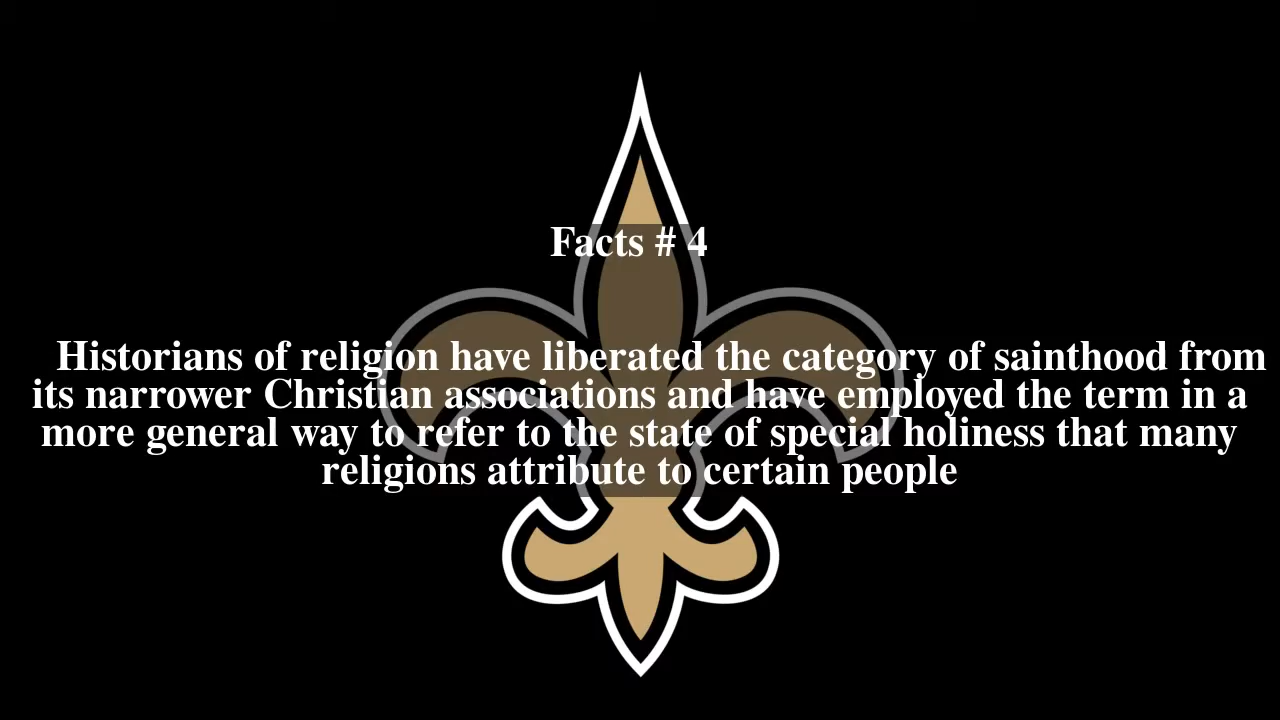 Facts # 4
Historians of religion have liberated the category of sainthood from
its narrower Christian associations and have employed the term in a
more general way to refer to the state of special holiness that many
religions attribute to certain people